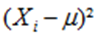 (Xᵢ – μ)²